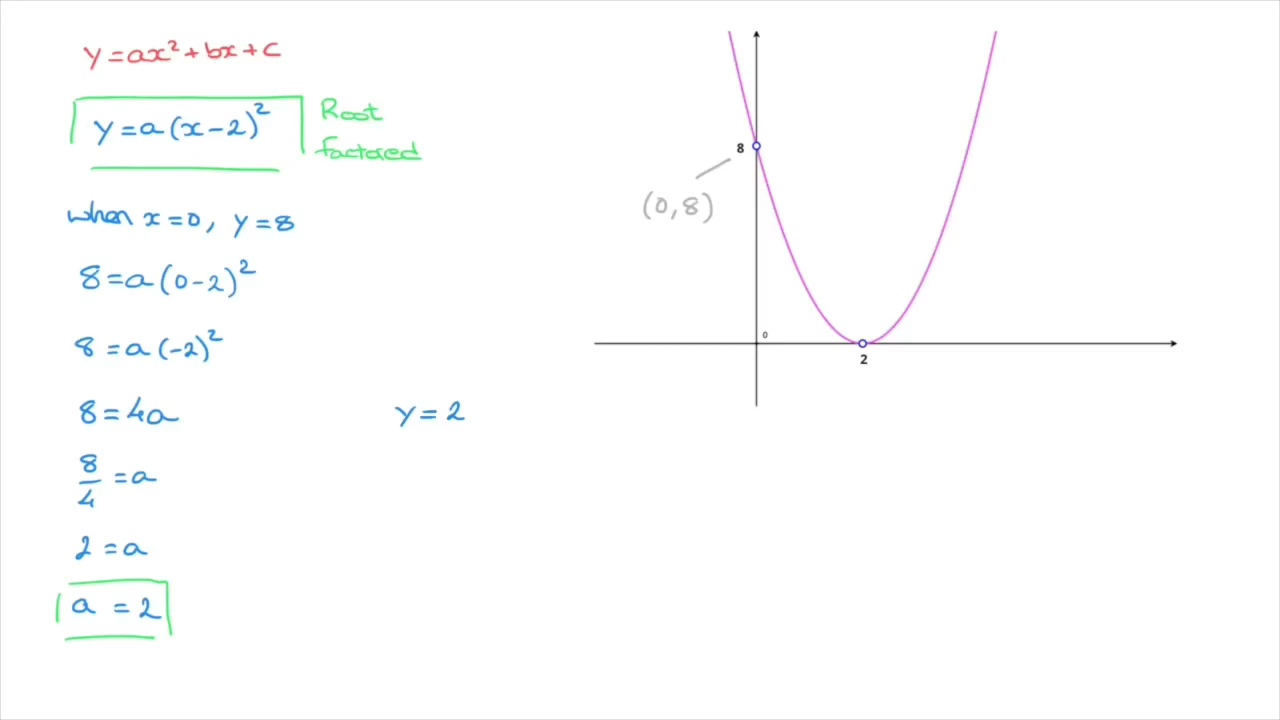 y=ax²+bx+c
y=a(x-2)²
Root
factored
when x=0, y=8
8=a(0-2)²
8=a(-2)²
8=4a
8/4=a
2=a
a=2
y=2
8
(0,8)
0
2